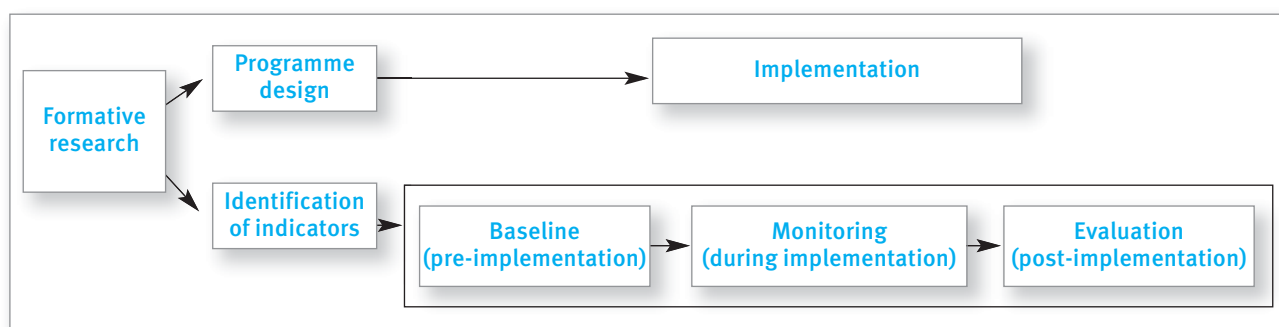 Formative
research
Programme
design
Implementation
Identification
of indicators
Baseline
(pre-implementation)
Monitoring
(during implementation)
Evaluation
(post-implementation)